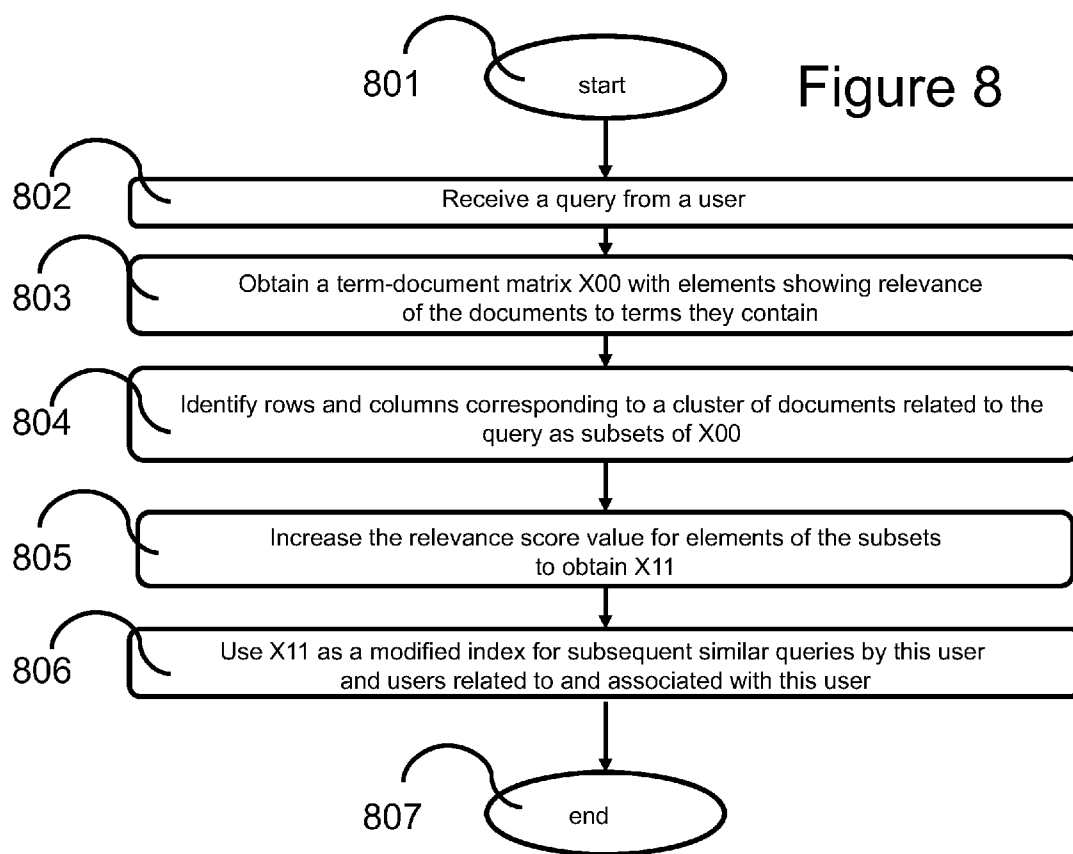 801
start
Figure 8
802
Receive a query from a user
803
Obtain a term-document matrix X00 with elements showing relevance
of the documents to terms they contain
804
Identify rows and columns corresponding to a cluster of documents related to the
query as subsets of X00
805
Increase the relevance score value for elements of the subsets
to obtain X11
806
Use X11 as a modified index for subsequent similar queries by this user
and users related to and associated with this user
807
end